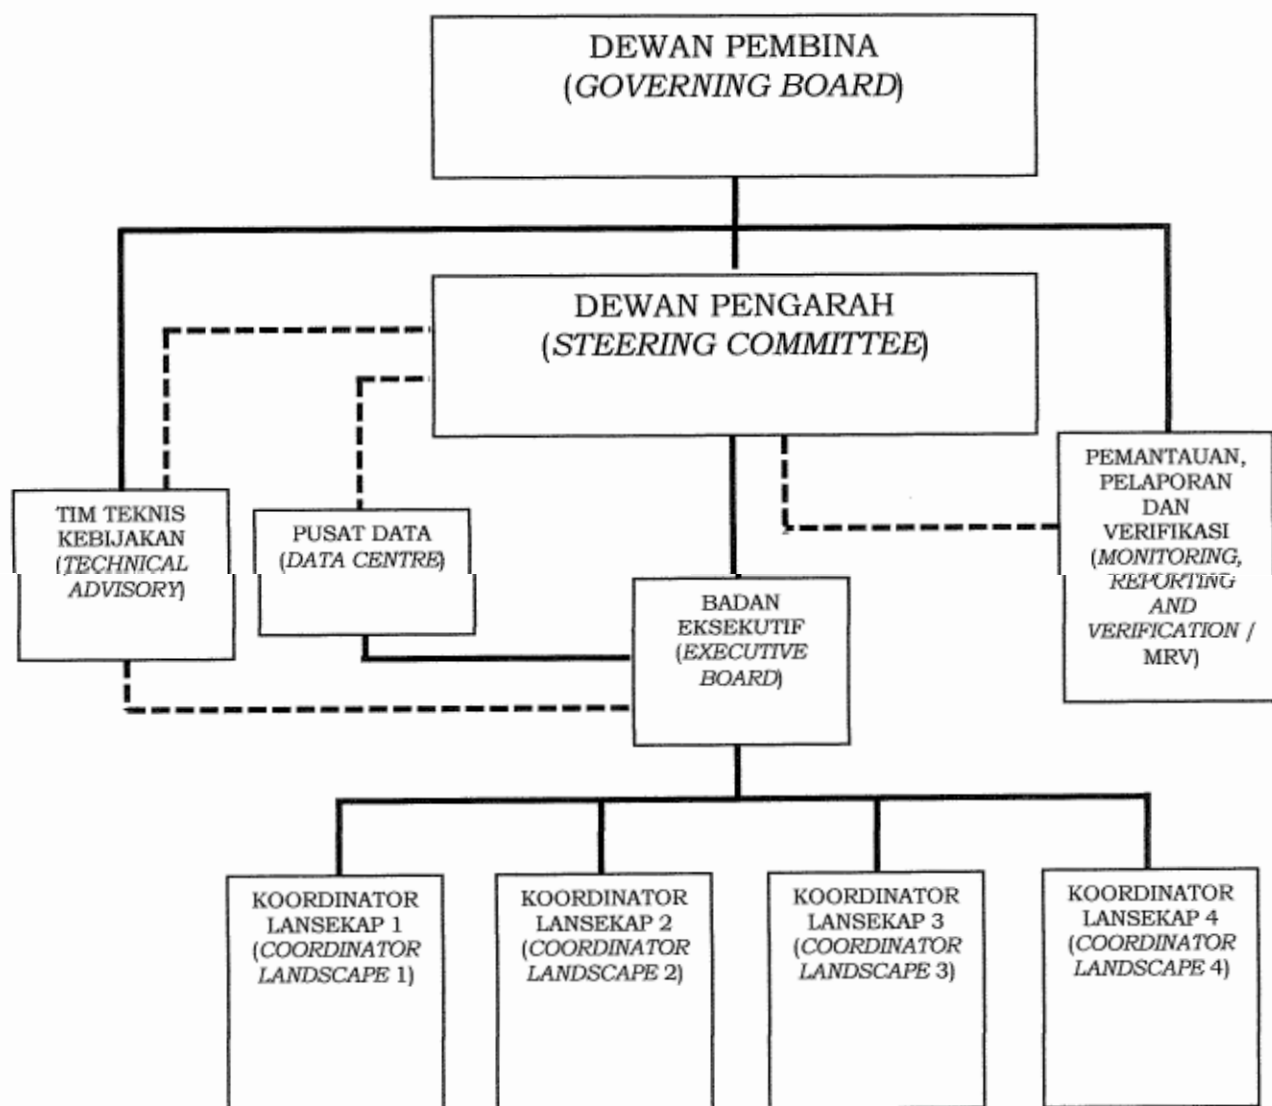 DEWAN PEMBINA
(GOVERNING BOARD)
DEWAN PENGARAH
(STEERING COMMITTEE)
TIM TEKNIS
KEBIJAKAN
(TECHNICAL
ADVISORY)
PUSAT DATA
(DATA CENTRE)
PEMANTAUAN,
PELAPORAN
DAN
VERIFIKASI
(MONITORING,
REPORTING
AND
VERIFICATION /
MRV)
BADAN
EKSEKUTIF
(EXECUTIVE
BOARD)
KOORDINATOR
LANSEKAP 1
(COORDINATOR
LANDSCAPE 1)
KOORDINATOR
LANSEKAP 2
(COORDINATOR
LANDSCAPE 2)
KOORDINATOR
LANSEKAP 3
(COORDINATOR
LANDSCAPE 3)
KOORDINATOR
LANSEKAP 4
(COORDINATOR
LANDSCAPE 4)